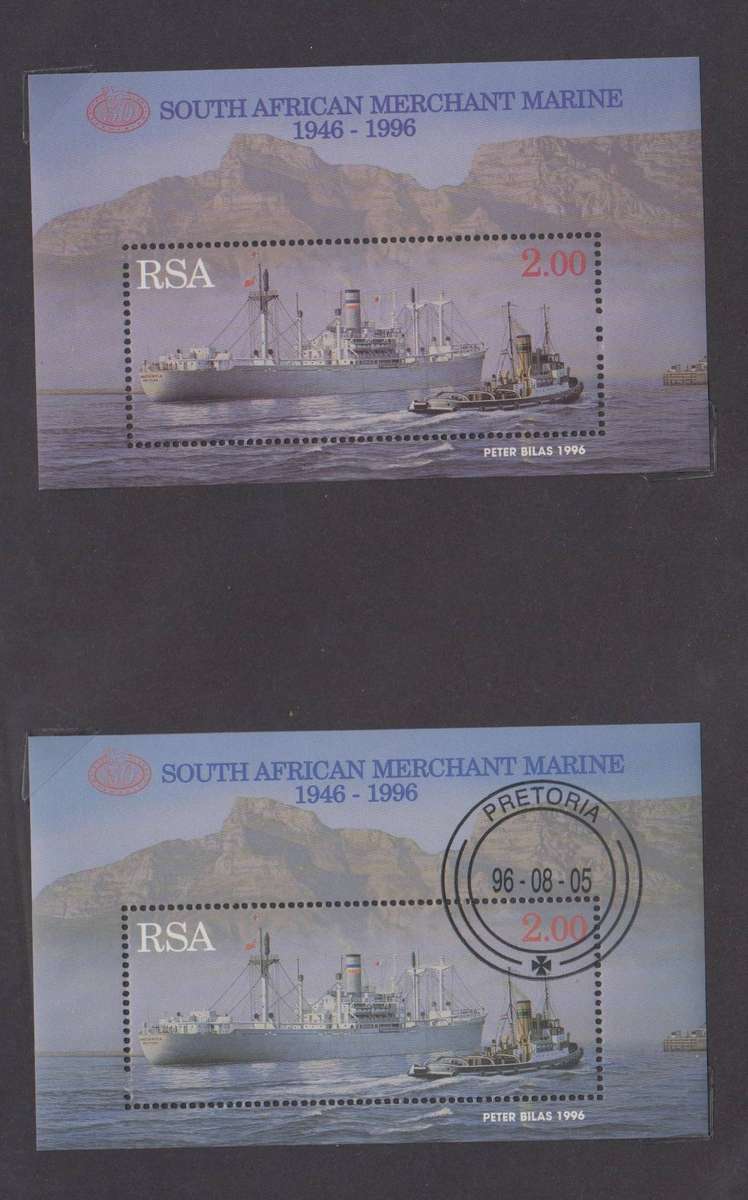 50
SOUTH AFRICAN MERCHANT MARINE
1946 - 1996
RSA
2.00
PETER BILAS 1996
SOUTH AFRICAN MERCHANT MARINE
1946 - 1996
PRETORIA
96-08-05
RSA
2.00
PETER BILAS 1996